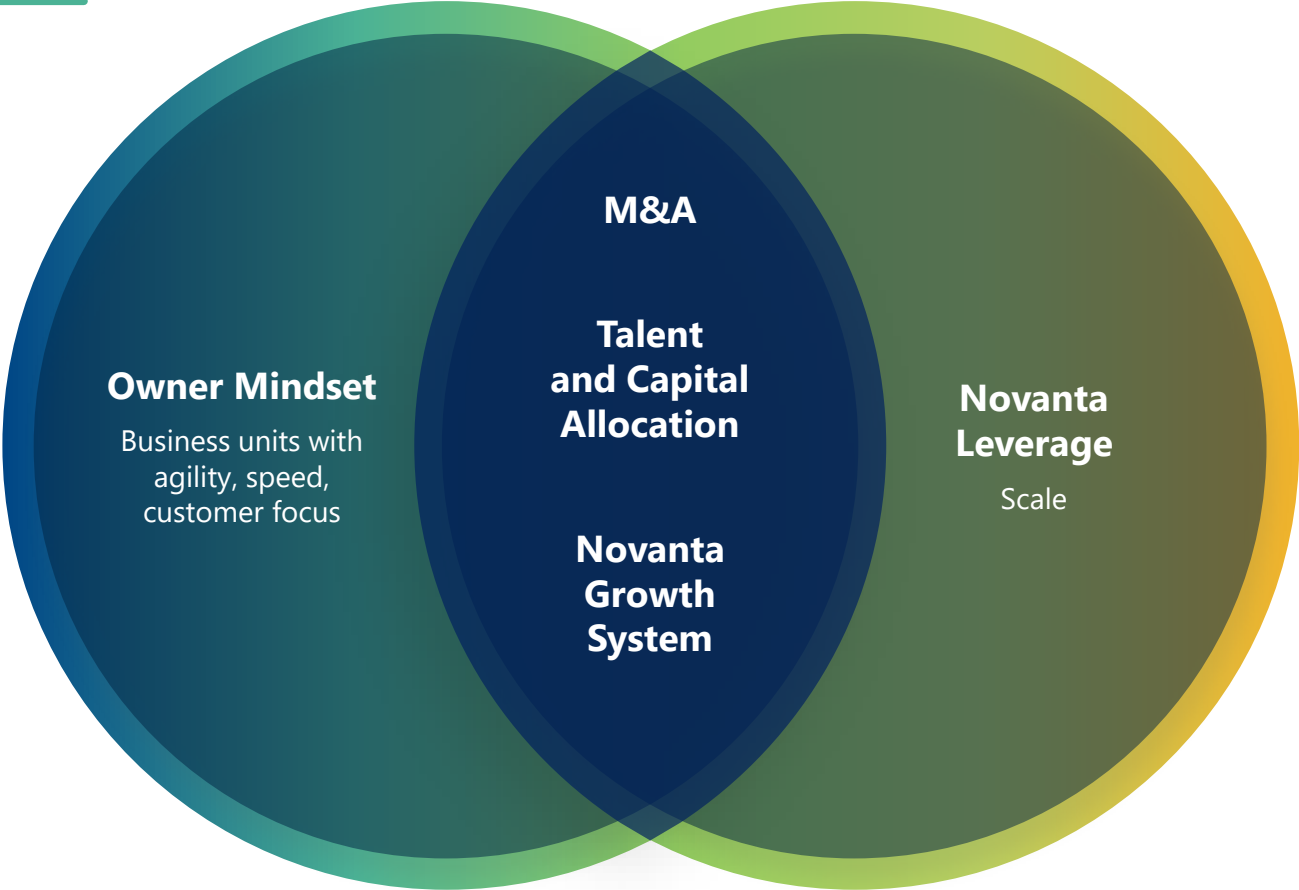 M&A
Talent
and Capital
Allocation
Novanta
Growth
System
Owner Mindset
Business units with
agility, speed,
customer focus
Novanta
Leverage
Scale